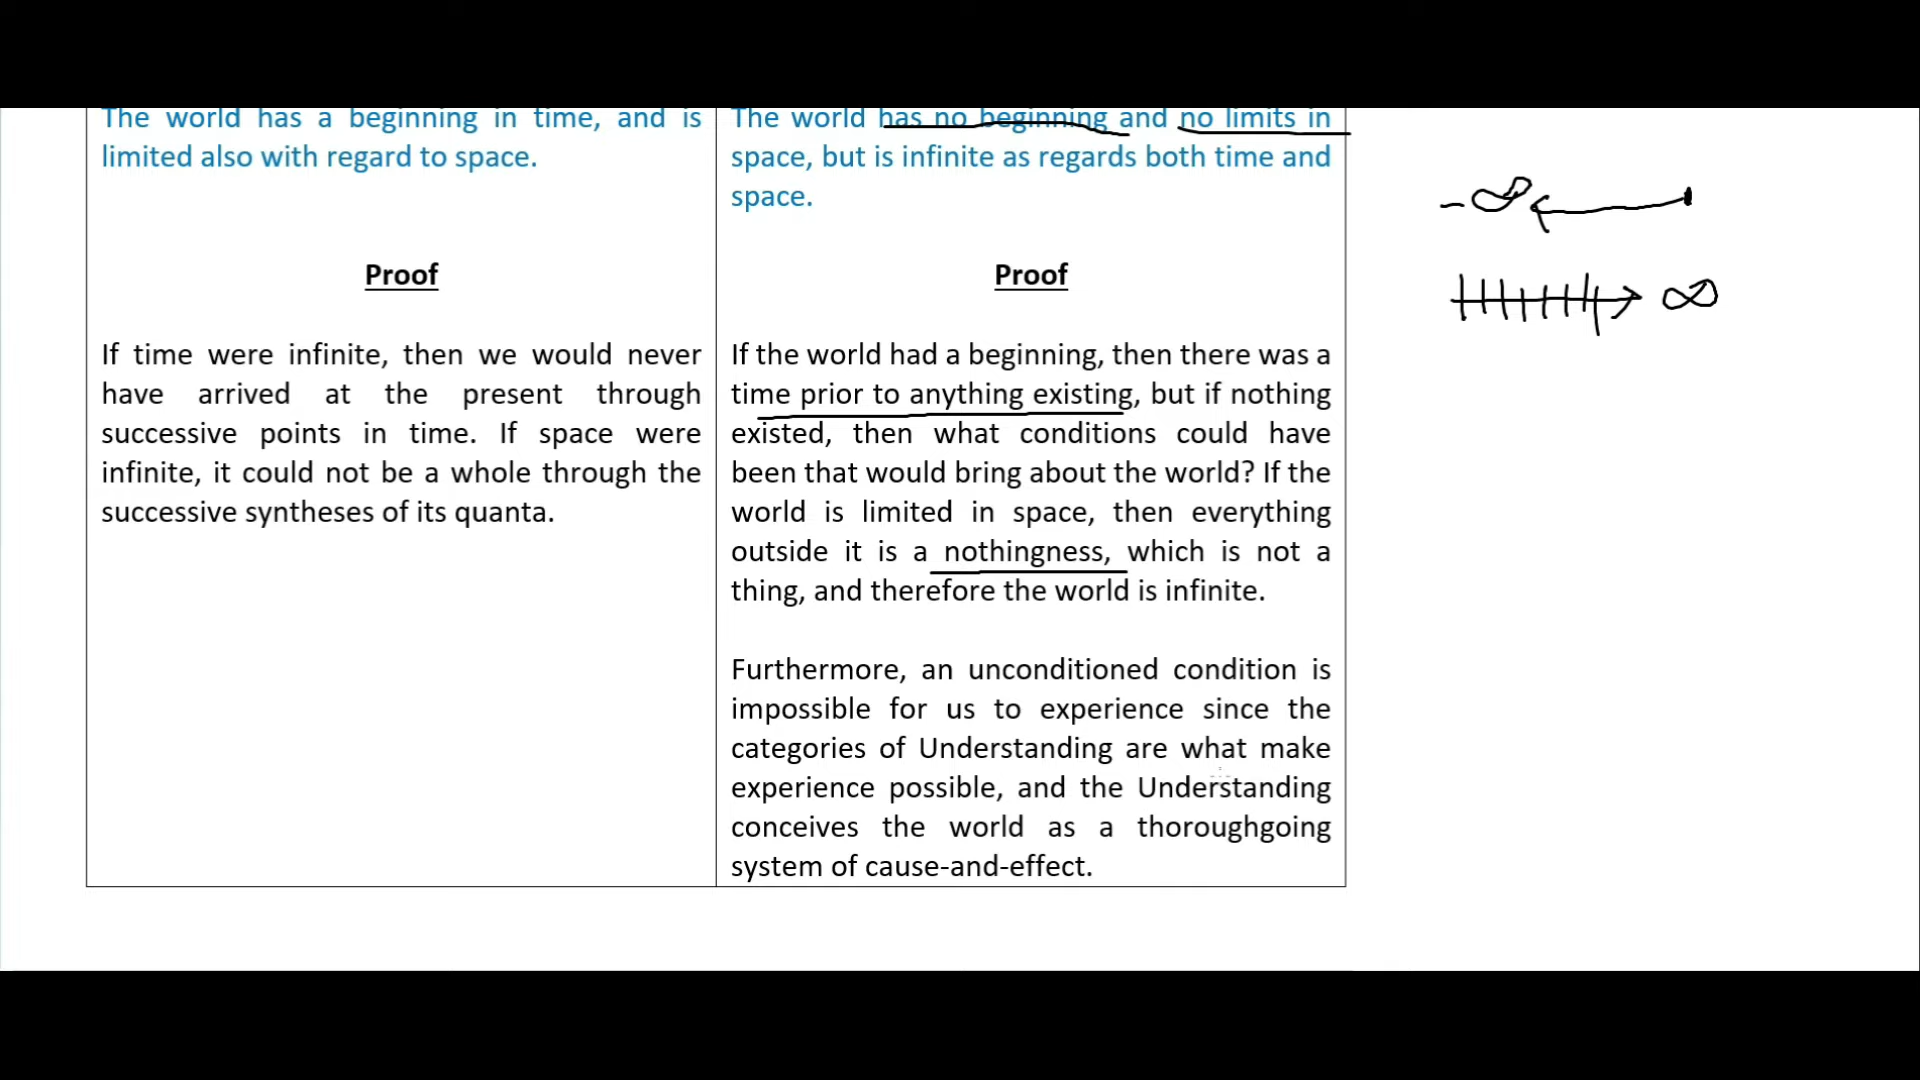 The world has a beginning in time, and is
limited also with regard to space.
Proof
If time were infinite, then we would never
have arrived at the present through
successive points in time. If space were
infinite, it could not be a whole through the
successive syntheses of its quanta.
The world has no beginning and no limits in
space, but is infinite as regards both time and
space.
Proof
If the world had a beginning, then there was a
time prior to anything existing, but if nothing
existed, then what conditions could have
been that would bring about the world? If the
world is limited in space, then everything
outside it is a nothingness, which is not a
thing, and therefore the world is infinite.
Furthermore, an unconditioned condition is
impossible for us to experience since the
categories of Understanding are what make
experience possible, and the Understanding
conceives the world as a thoroughgoing
system of cause-and-effect.
-∞
∞